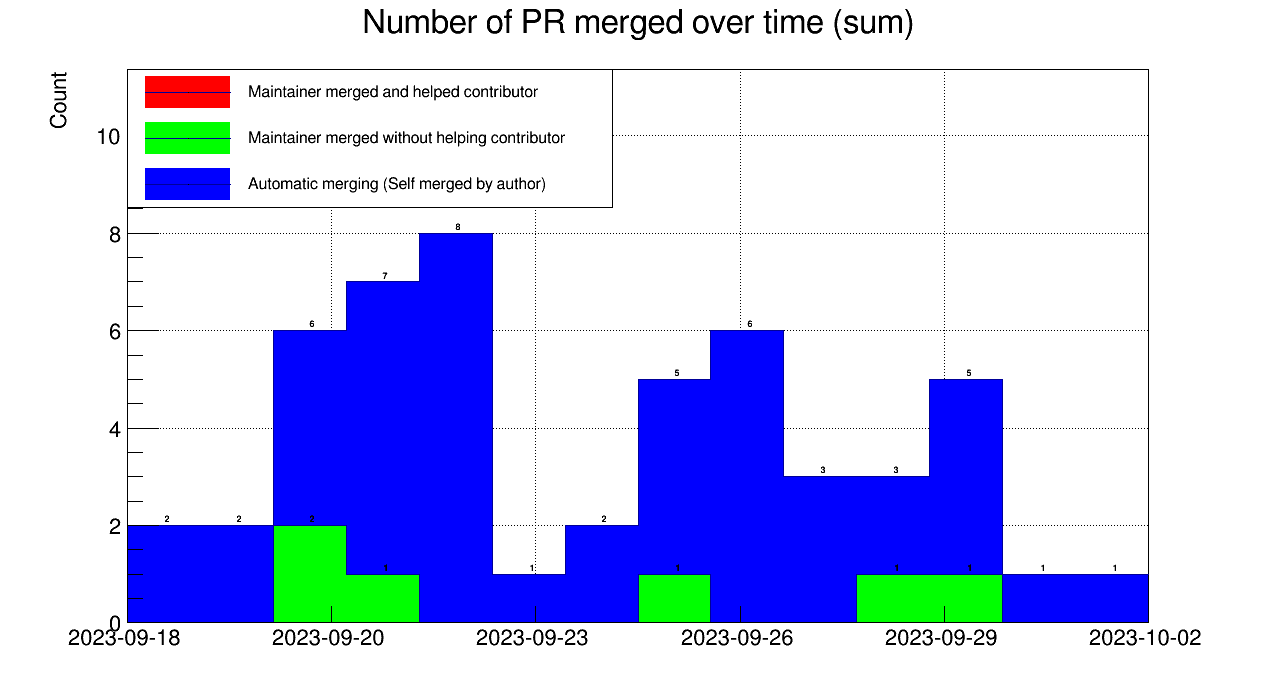 Number of PR merged over time (sum)
Count
Maintainer merged and helped contributor
Maintainer merged without helping contributor
Automatic merging (Self merged by author)
10
8
6
4
2
0
2 2 6 7 8 1 2 5 6 3 3 5 1 1
2 1 1 1 1
2023-09-18 2023-09-20 2023-09-23 2023-09-26 2023-09-29 2023-10-02